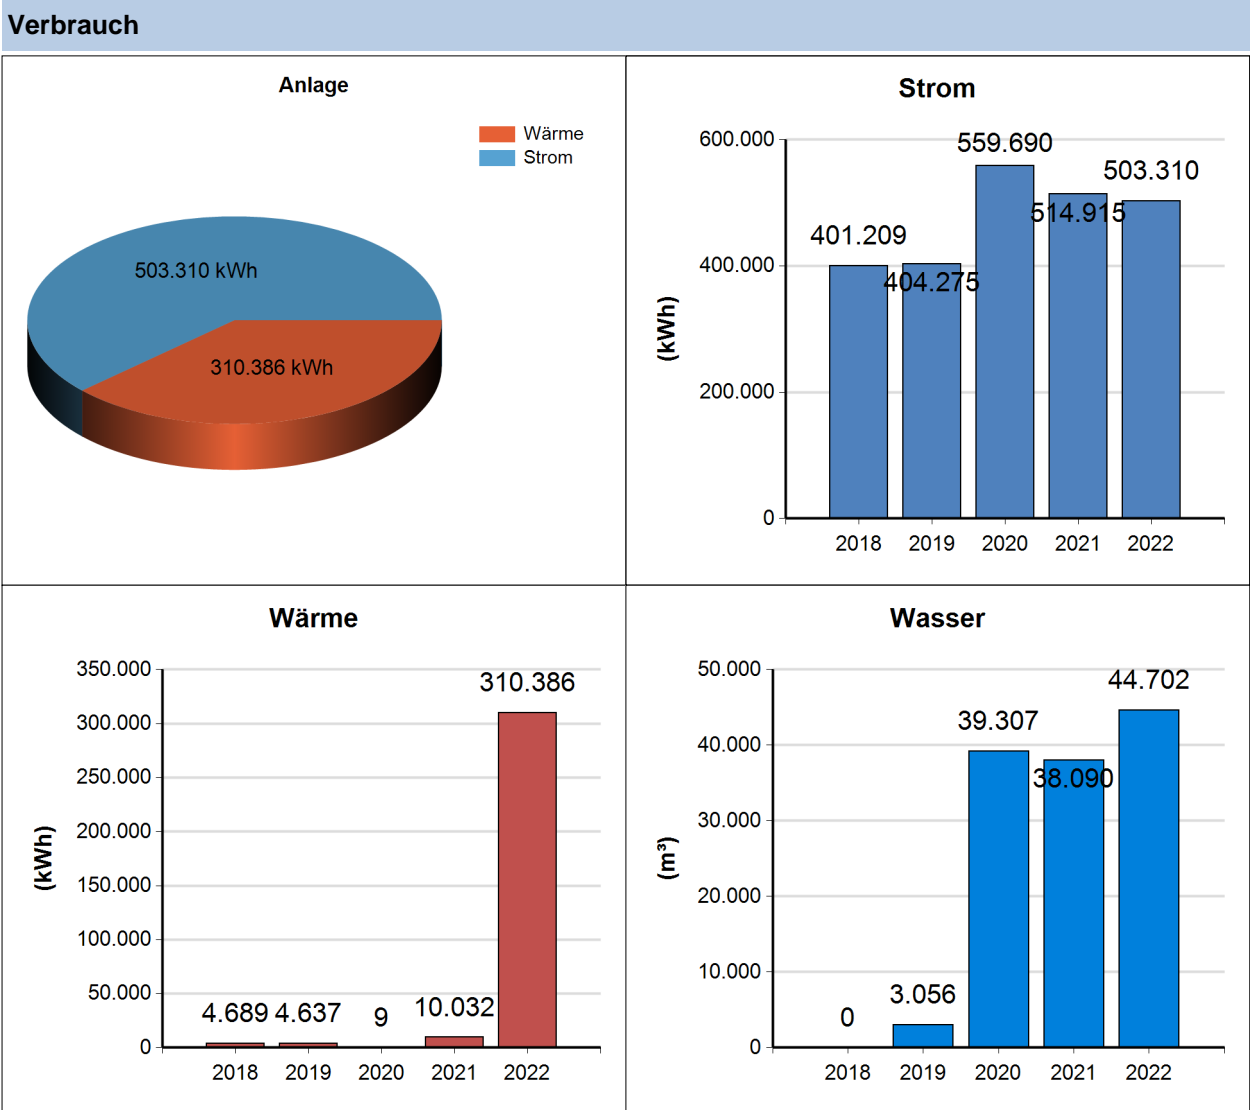 Verbrauch
Anlage
Wärme
Strom
503.310 kWh
310.386 kWh
Strom
600.000
400.000
200.000
0
(kWh)
401.209
404.275
559.690
514.915
503.310
2018 2019 2020 2021 2022
Wärme
350.000
300.000
250.000
200.000
150.000
100.000
50.000
0
(kWh)
4.689 4.637 9 10.032 310.386
2018 2019 2020 2021 2022
Wasser
50.000
40.000
30.000
20.000
10.000
0
(m³)
0
3.056
39.307
38.090
44.702
2018 2019 2020 2021 2022